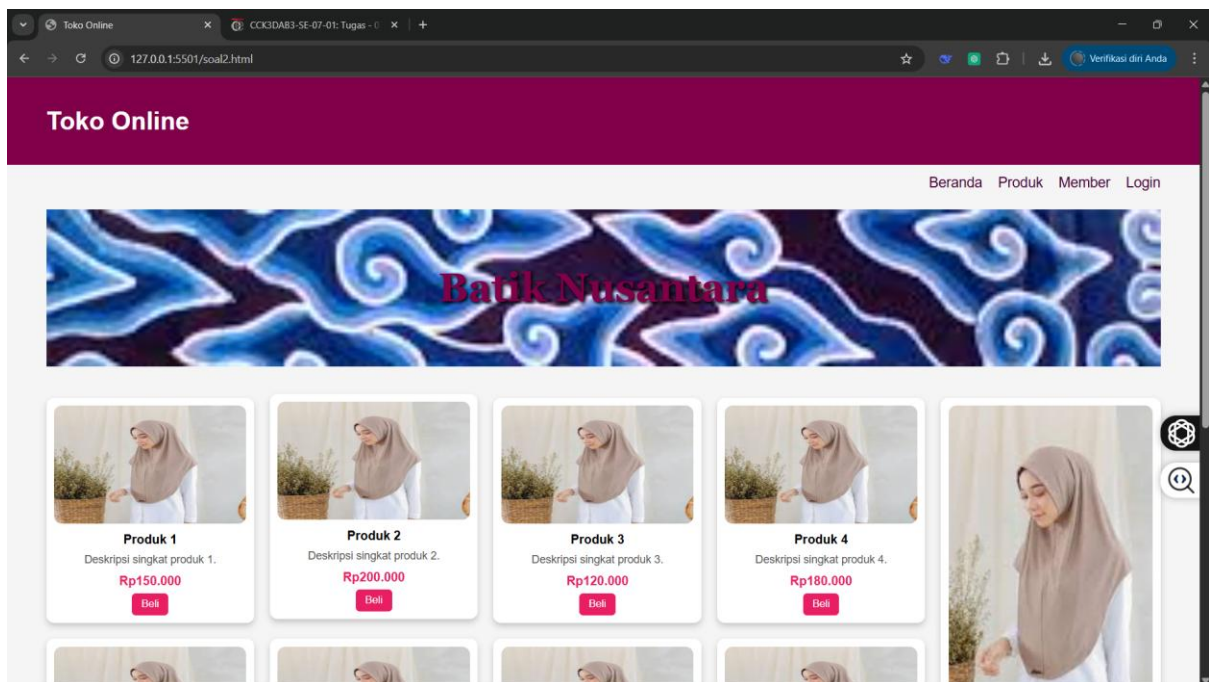 Toko Online
CCK3DAB3-SE-07-01: Tugas - 0
127.0.0.1:5501/soal2.html
Verifikasi diri Anda
Toko Online
Beranda Produk Member Login
Batik Nusantara
Produk 1
Deskripsi singkat produk 1.
Rp150.000
Beli
Produk 2
Deskripsi singkat produk 2.
Rp200.000
Beli
Produk 3
Deskripsi singkat produk 3.
Rp120.000
Beli
Produk 4
Deskripsi singkat produk 4.
Rp180.000
Beli